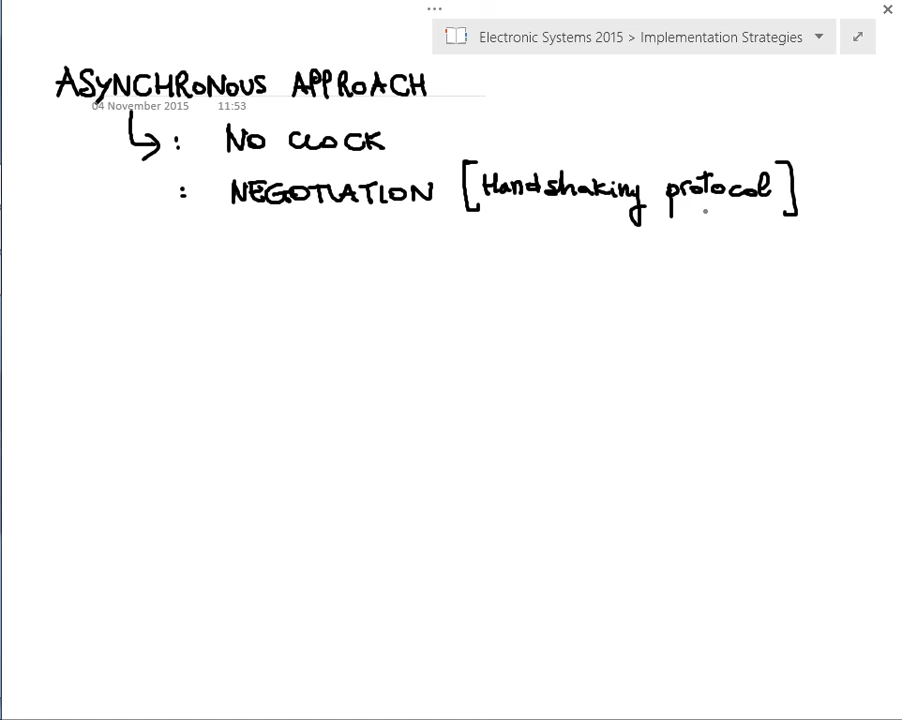 Electronic Systems 2015 > Implementation Strategies
ASYNCHRONOUS APPROACH
04 November 2015 11:53
: NO CLOCK
: NEGOTIATION [Handshaking protocol]